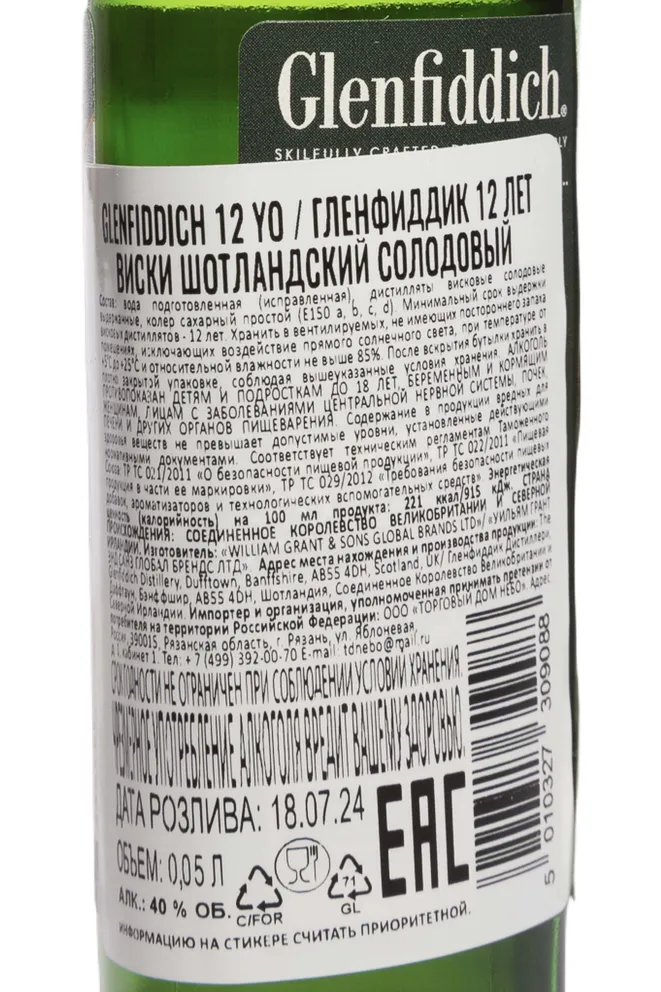 Glenfiddich®
SKILFULLY CRAFTED.
GLENFIDDICH 12 YO / ГЛЕНФИДДИК 12 ЛЕТ
ВИСКИ ШОТЛАНДСКИЙ СОЛОДОВЫЙ
Состав: вода подготовленная (исправленная), дистилляты висковые солодовые
выдержанные, колер сахарный простой (E150 a, b, c, d). Минимальный срок выдержки
висковых дистиллятов - 12 лет. Хранить в вентилируемых, не имеющих постороннего запаха
помещениях, исключающих воздействие прямого солнечного света, при температуре от
+5°С до +25°С и относительной влажности не выше 85%. После вскрытия бутылки хранить в
плотно закрытой упаковке, соблюдая вышеуказанные условия хранения. АЛКОГОЛЬ
ПРОТИВОПОКАЗАН ДЕТЯМ И ПОДРОСТКАМ ДО 18 ЛЕТ, БЕРЕМЕННЫМ И КОРМЯЩИМ
ЖЕНЩИНАМ, ЛИЦАМ С ЗАБОЛЕВАНИЯМИ ЦЕНТРАЛЬНОЙ НЕРВНОЙ СИСТЕМЫ, ПОЧЕК,
ПЕЧЕНИ И ДРУГИХ ОРГАНОВ ПИЩЕВАРЕНИЯ. Содержание в продукции вредных для
здоровья веществ не превышает допустимые уровни, установленные действующими
нормативными документами. Соответствует техническим регламентам Таможенного
Союза ТР ТС 021/2011 «О безопасности пищевой продукции», ТР ТС 022/2011 «Пищевая
продукция в части ее маркировки», ТР ТС 029/2012 «Требования безопасности пищевых
добавок, ароматизаторов и технологических вспомогательных средств» Энергетическая
ценность (калорийность) на 100 мл продукта: 221 ккал/915 кДж. СТРАНА
ПРОИСХОЖДЕНИЯ: СОЕДИНЕННОЕ КОРОЛЕВСТВО ВЕЛИКОБРИТАНИИ И СЕВЕРНОЙ
ИРЛАНДИИ. Изготовитель: «WILLIAM GRANT & SONS GLOBAL BRANDS LTD»/ «УИЛЬЯМ ГРАНТ
ЭНД САНЗ ГЛОБАЛ БРЕНДС ЛТД» Адрес места нахождения и производства продукции: The
Glenfiddich Distillery, Dufftown, Banffshire, AB55 4DH, Scotland, UK/ Гленфиддик Дистиллери,
Даффтаун, Банффшир, AB55 4DH, Шотландия, Соединенное Королевство Великобритании и
Северной Ирландии. Импортер и организация, уполномоченная принимать претензии от
потребителя на территории Российской Федерации: ООО «ТОРГОВЫЙ ДОМ НЕБО». Адрес:
Россия, 390015, Рязанская область, г. Рязань, ул. Яблоневая,
д. 1, кабинет 1. Тел: + 7 (499) 392-00-70 E-mail: tdnebo@mail.ru
СРОК ГОДНОСТИ НЕ ОГРАНИЧЕН ПРИ СОБЛЮДЕНИИ УСЛОВИЙ ХРАНЕНИЯ
ЧРЕЗМЕРНОЕ УПОТРЕБЛЕНИЕ АЛКОГОЛЯ ВРЕДИТ ВАШЕМУ ЗДОРОВЬЮ.
ДАТА РОЗЛИВА: 18.07.24
ОБЪЕМ: 0,05 Л
АЛК.: 40 % ОБ.
C/FOR
71
GL
EAC
5 010327 309088
ИНФОРМАЦИЮ НА СТИКЕРЕ СЧИТАТЬ ПРИОРИТЕТНОЙ.